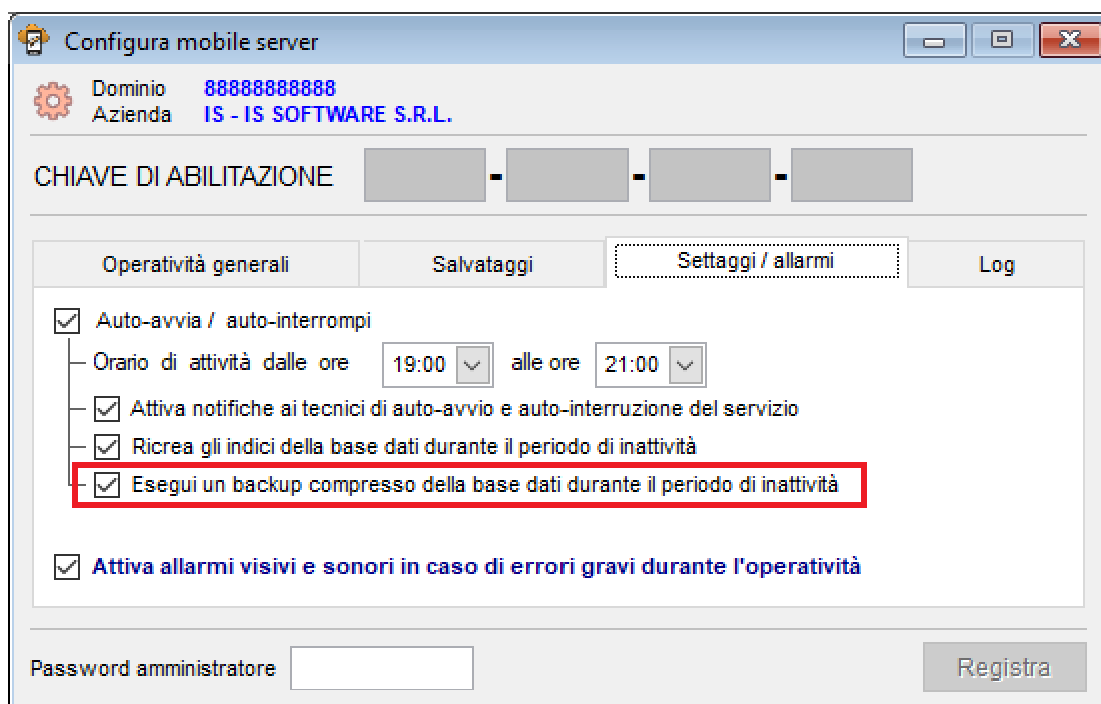 Configura mobile server
Dominio 88888888888
Azienda IS - IS SOFTWARE S.R.L.
CHIAVE DI ABILITAZIONE - - -
Operatività generali Salvataggi Settaggi / allarmi Log
Auto-avvia / auto-interrompi
Orario di attività dalle ore 19:00 alle ore 21:00
Attiva notifiche ai tecnici di auto-avvio e auto-interruzione del servizio
Ricrea gli indici della base dati durante il periodo di inattività
Esegui un backup compresso della base dati durante il periodo di inattività
Attiva allarmi visivi e sonori in caso di errori gravi durante l'operatività
Password amministratore Registra